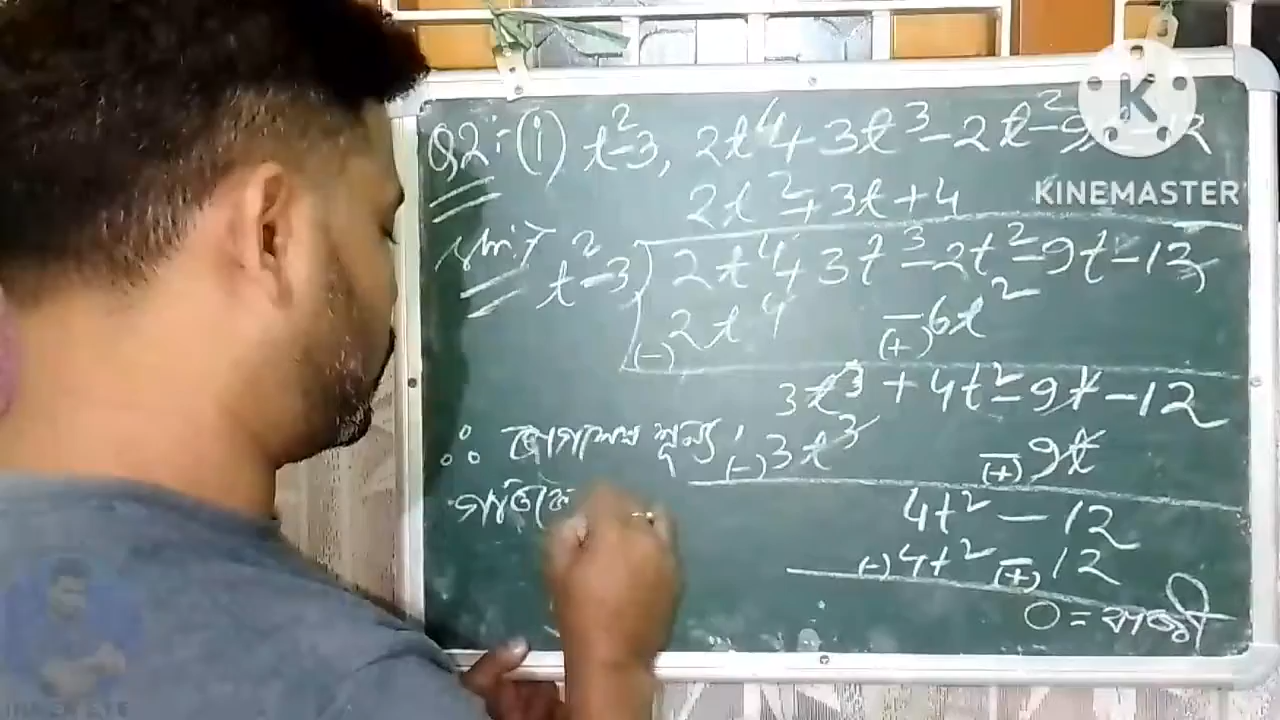 Q2:- (i) t²-3, 2t⁴+3t³-2t²-9t-12
2t²+3t+4
t²-3) 2t⁴+3t³-2t²-9t-12
(-) 2t⁴ -6t² (+)
3t³+4t²-9t-12
∴ ভাগশেষ শূন্য,
(-) 3t³ - 9t (+)
4t²-12
(-) 4t² - 12 (+)
0 =
K
KINEMASTER